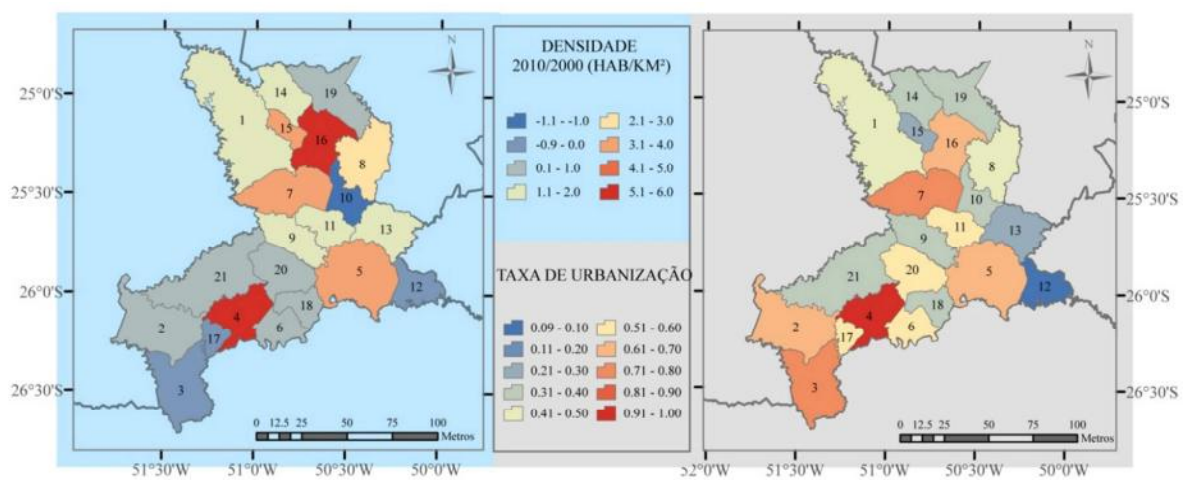 N
25°0'S
25°30'S
26°0'S
26°30'S
14
19
1
15
16
8
7
10
11
13
9
21
20
5
12
4
18
2
17
6
3
0 12.5 25 50 75 100
Metros
51°30'W 51°0'W 50°30'W 50°0'W
DENSIDADE
2010/2000 (HAB/KM²)
-1.1 - -1.0 2.1 - 3.0
-0.9 - 0.0 3.1 - 4.0
0.1 - 1.0 4.1 - 5.0
1.1 - 2.0 5.1 - 6.0
TAXA DE URBANIZAÇÃO
0.09 - 0.10 0.51 - 0.60
0.11 - 0.20 0.61 - 0.70
0.21 - 0.30 0.71 - 0.80
0.31 - 0.40 0.81 - 0.90
0.41 - 0.50 0.91 - 1.00
N
14
19
1
15
16
8
7
10
11
13
9
21
20
5
12
4
18
2
17
6
3
25°0'S
25°30'S
26°0'S
26°30'S
0 12.5 25 50 75 100
Metros
52°0'W 51°30'W 51°0'W 50°30'W 50°0'W